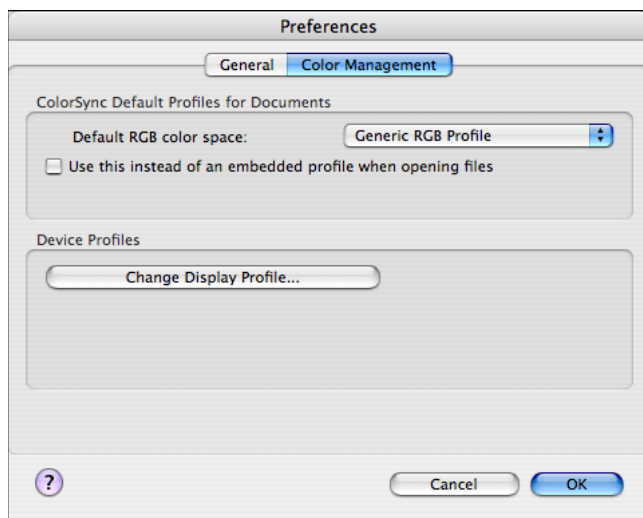 Preferences
General Color Management
ColorSync Default Profiles for Documents
Default RGB color space: Generic RGB Profile
Use this instead of an embedded profile when opening files
Device Profiles
Change Display Profile...
? Cancel OK